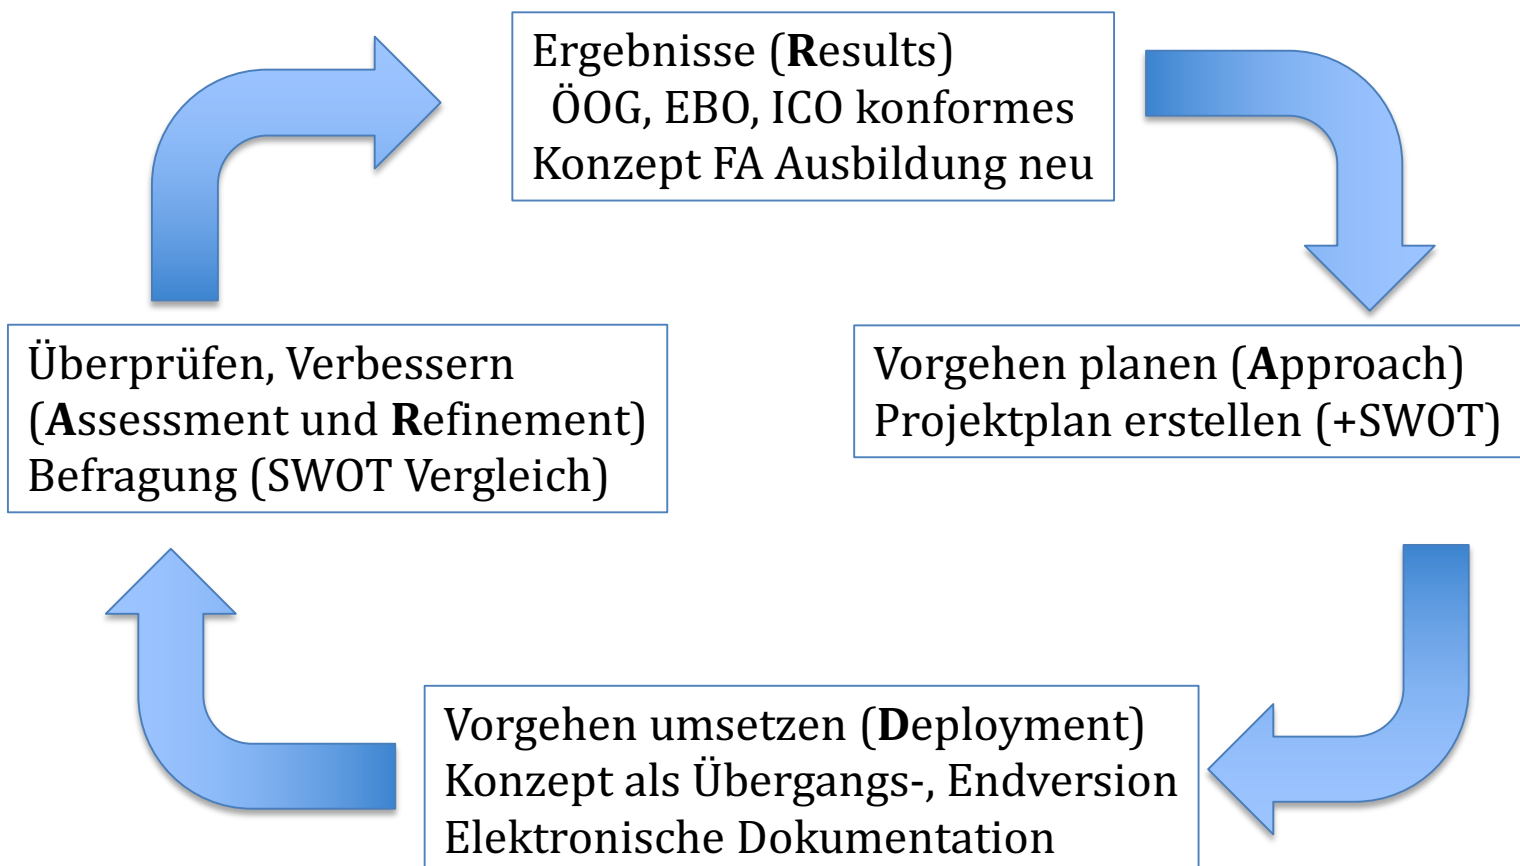 Ergebnisse (Results)
ÖOG, EBO, ICO konformes
Konzept FA Ausbildung neu
Vorgehen planen (Approach)
Projektplan erstellen (+SWOT)
Vorgehen umsetzen (Deployment)
Konzept als Übergangs-, Endversion
Elektronische Dokumentation
Überprüfen, Verbessern
(Assessment und Refinement)
Befragung (SWOT Vergleich)